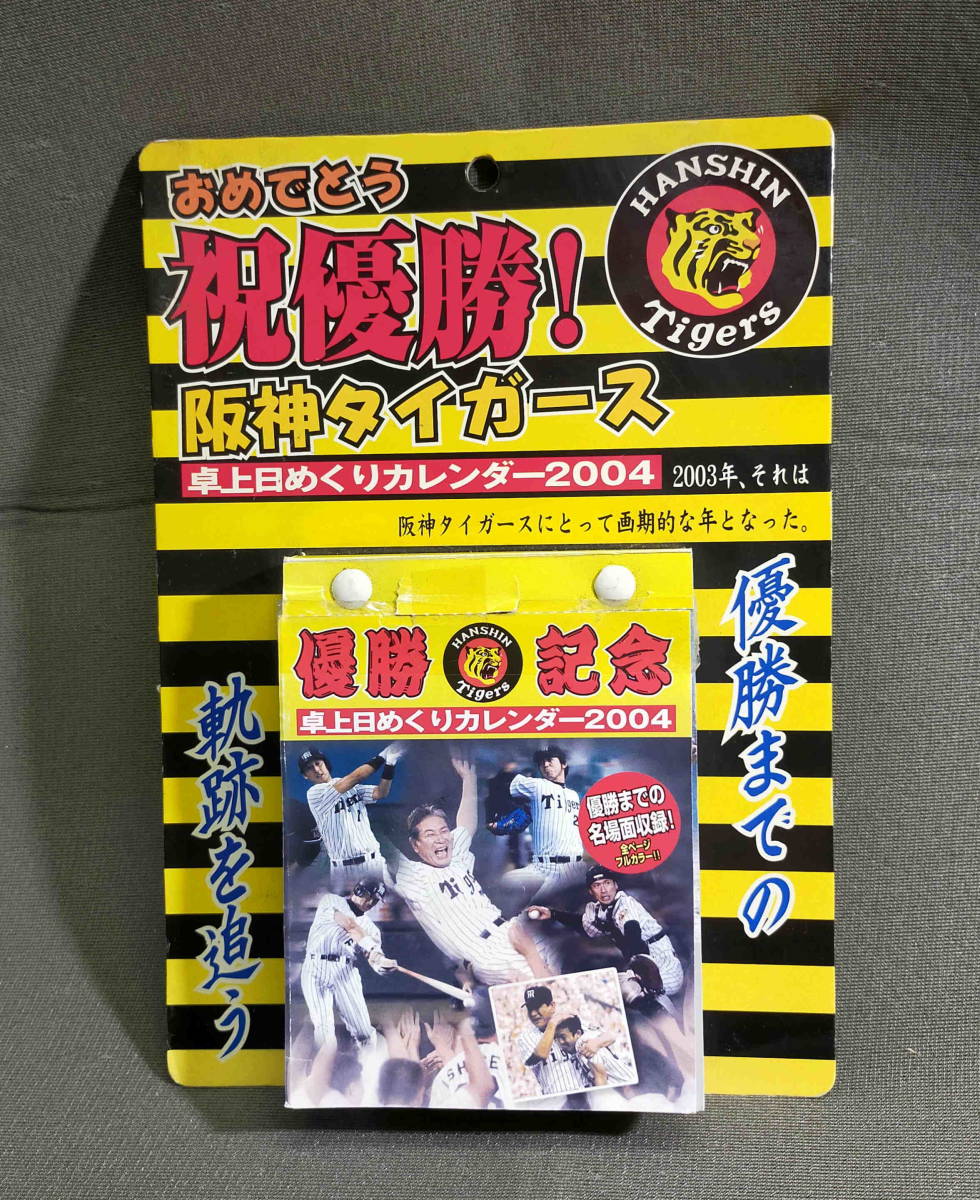 おめでとう
祝優勝!
阪神タイガース
HANSHIN
Tigers
卓上日めくりカレンダー2004
2003年、それは
阪神タイガースにとって画期的な年となった。
優勝までの
軌跡を追う
優勝
HANSHIN
Tigers
記念
卓上日めくりカレンダー2004
優勝までの
名場面収録!
全ページ
フルカラー!!
Tige
Tigers
2